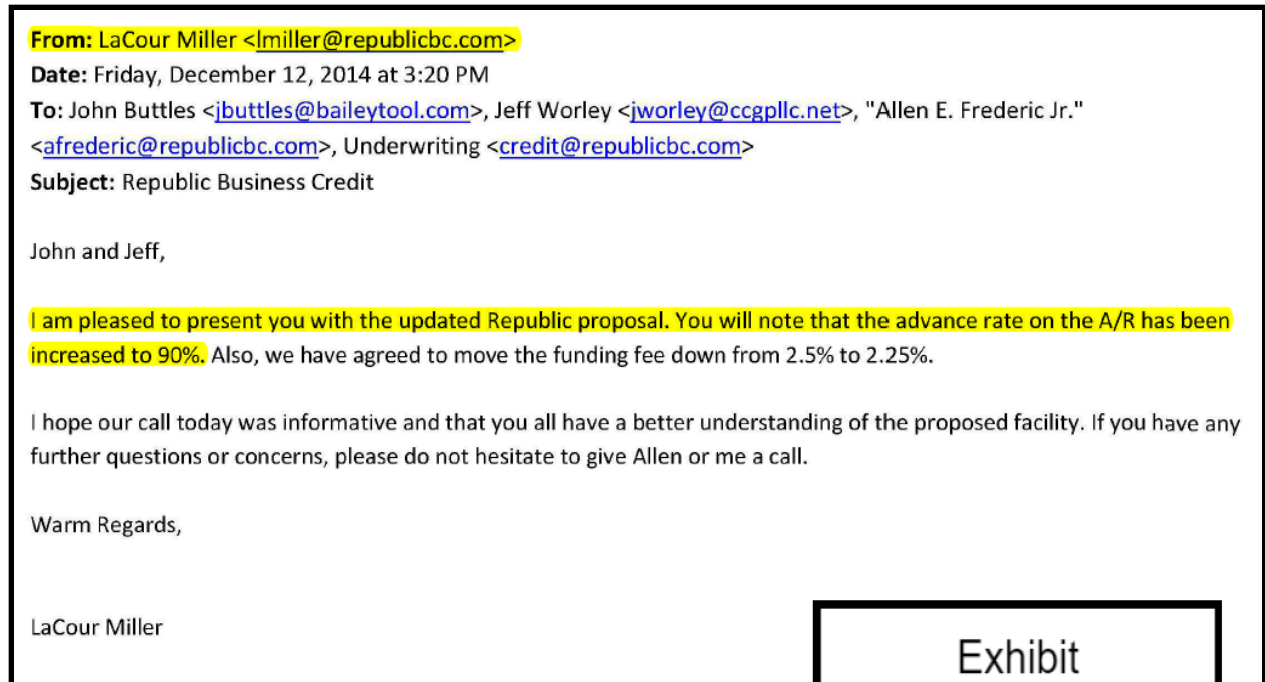 From: LaCour Miller <lmiller@republicbc.com>
Date: Friday, December 12, 2014 at 3:20 PM
To: John Buttles <jbuttles@baileytool.com>, Jeff Worley <jworley@ccgpllc.net>, "Allen E. Frederic Jr."
<afrederic@republicbc.com>, Underwriting <credit@republicbc.com>
Subject: Republic Business Credit
John and Jeff,
I am pleased to present you with the updated Republic proposal. You will note that the advance rate on the A/R has been
increased to 90%. Also, we have agreed to move the funding fee down from 2.5% to 2.25%.
I hope our call today was informative and that you all have a better understanding of the proposed facility. If you have any
further questions or concerns, please do not hesitate to give Allen or me a call.
Warm Regards,
LaCour Miller
Exhibit